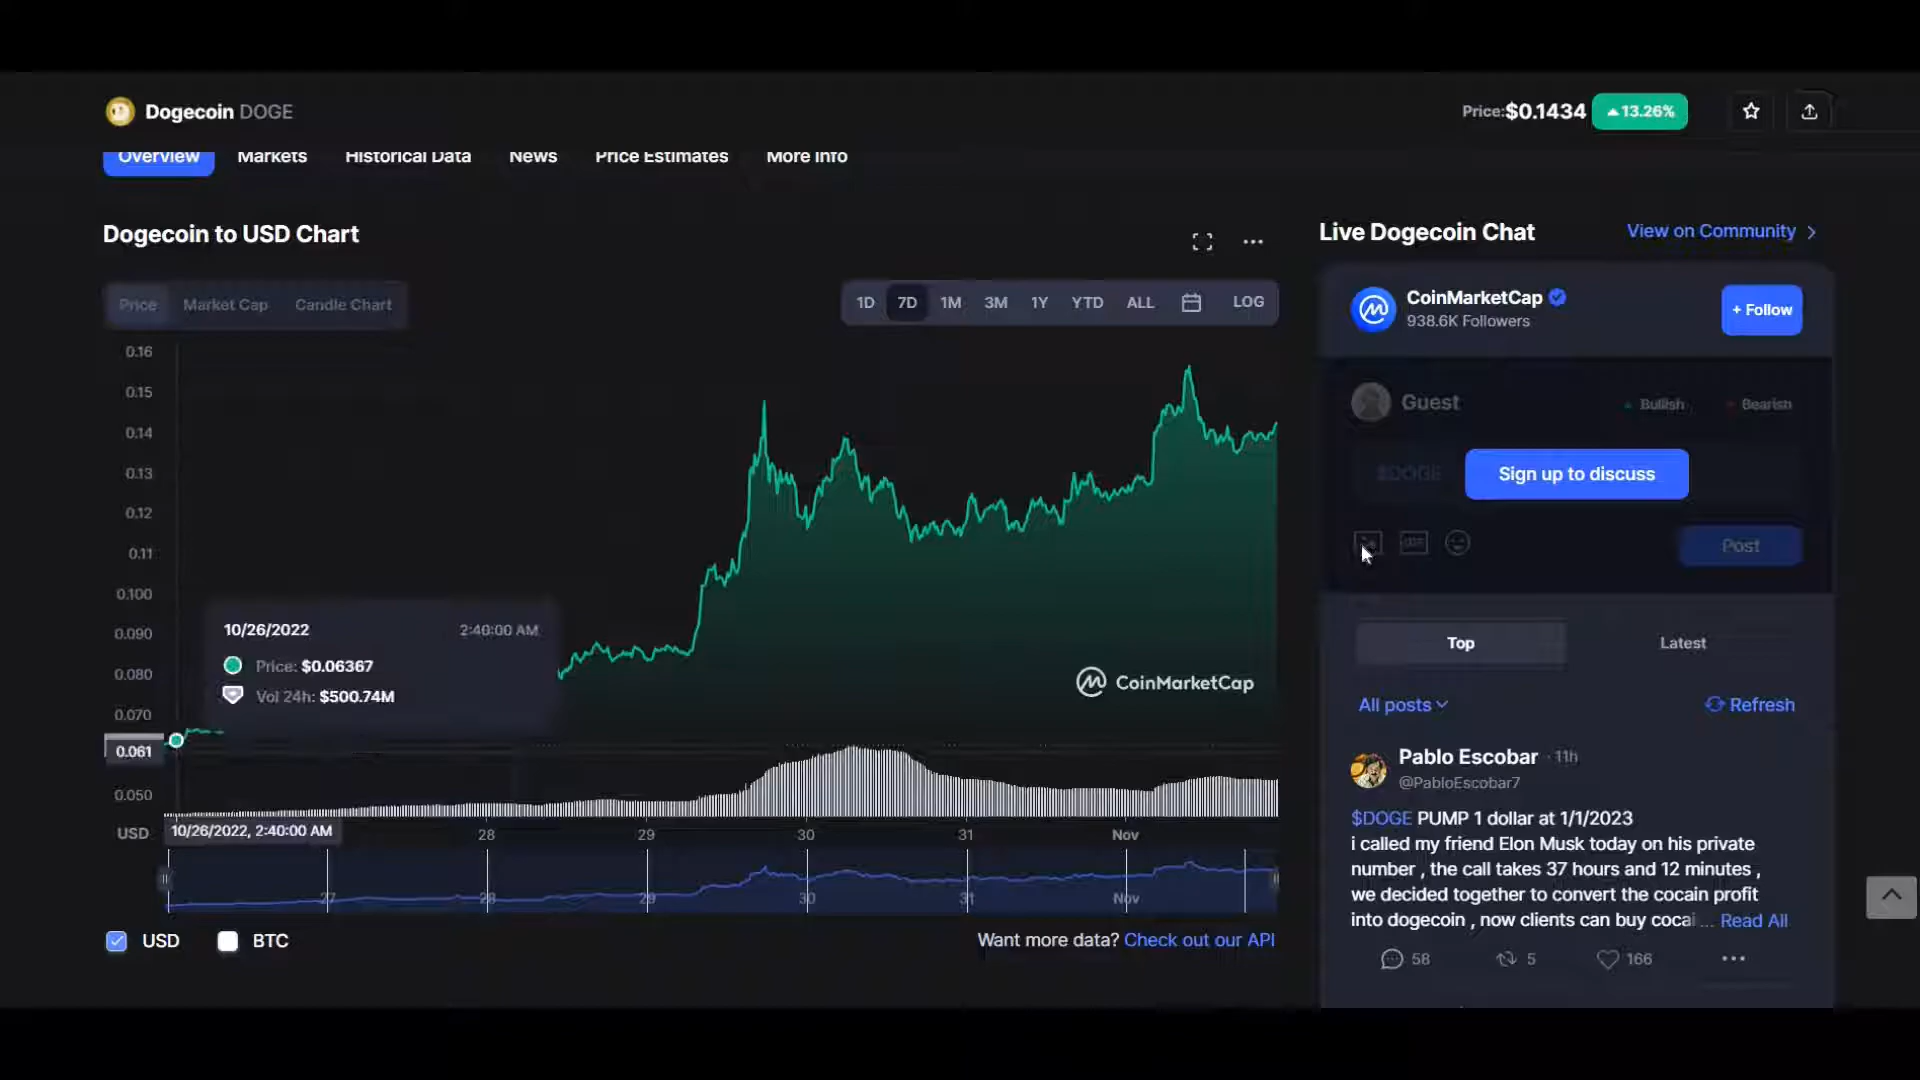 Dogecoin DOGE
Price:$0.1434 13.26%
Overview Markets Historical Data News Price Estimates More Info
Dogecoin to USD Chart
Live Dogecoin Chat View on Community
Price Market Cap Candle Chart
1D 7D 1M 3M 1Y YTD ALL LOG
CoinMarketCap
938.6K Followers
+ Follow
0.16
0.15
0.14
0.13
0.12
0.11
0.100
0.090
0.080
0.070
0.061
0.050
USD
Guest Bullish Bearish
$DOGE
Sign up to discuss
GIF
Post
10/26/2022 2:40:00 AM
Price: $0.06367
Vol 24h: $500.74M
CoinMarketCap
10/26/2022, 2:40:00 AM 28 29 30 31 Nov
27 28 29 30 31 Nov
USD BTC
Want more data? Check out our API
Top Latest
All posts Refresh
Pablo Escobar · 11h
@PabloEscobar7
$DOGE PUMP 1 dollar at 1/1/2023
i called my friend Elon Musk today on his private
number , the call takes 37 hours and 12 minutes ,
we decided together to convert the cocain profit
into dogecoin , now clients can buy cocai ... Read All
58 5 166